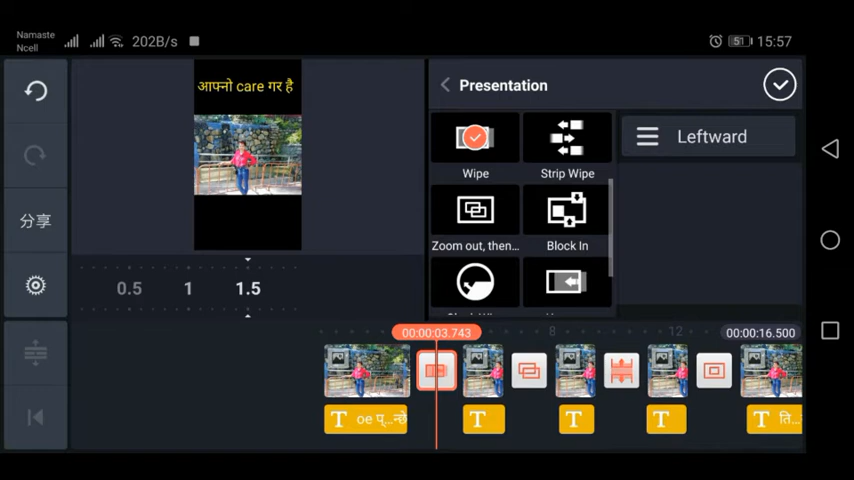 Namaste
Ncell
202B/s
51
15:57
आफ्नो care गर है
Presentation
Wipe
Strip Wipe
Leftward
分享
Zoom out, then...
Block In
0.5
1
1.5
00:00:03.743
8
12
00:00:16.500
T oe प्...न्छे
T
T
T
T ति...